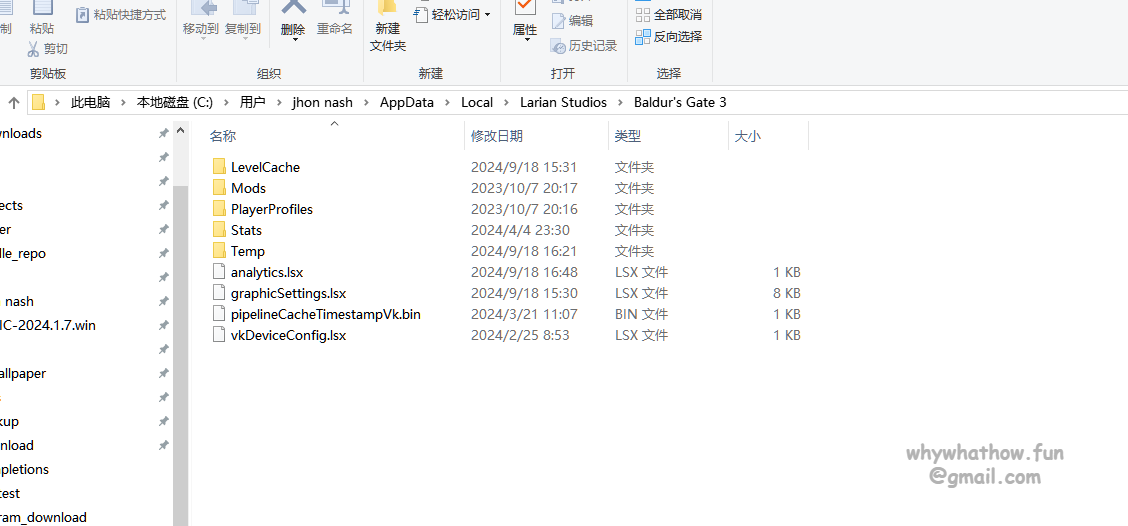 粘贴快捷方式
轻松访问
全部取消
粘贴
移动到 复制到
删除
重命名
新建
文件夹
属性
编辑
反向选择
剪切
历史记录
剪贴板
组织
新建
打开
选择
此电脑 › 本地磁盘 (C:) › 用户 › jhon nash › AppData › Local › Larian Studios › Baldur's Gate 3
名称 修改日期 类型 大小
LevelCache 2024/9/18 15:31 文件夹
Mods 2023/10/7 20:17 文件夹
PlayerProfiles 2023/10/7 20:16 文件夹
Stats 2024/4/4 23:30 文件夹
Temp 2024/9/18 16:21 文件夹
analytics.lsx 2024/9/18 16:48 LSX 文件 1 KB
graphicSettings.lsx 2024/9/18 15:30 LSX 文件 8 KB
pipelineCacheTimestampVk.bin 2024/3/21 11:07 BIN 文件 1 KB
vkDeviceConfig.lsx 2024/2/25 8:53 LSX 文件 1 KB
wnloads
ects
er
dle_repo
nash
IC-2024.1.7.win
allpaper
kup
nload
pletions
test
ram_download
whywhathow.fun
@gmail.com